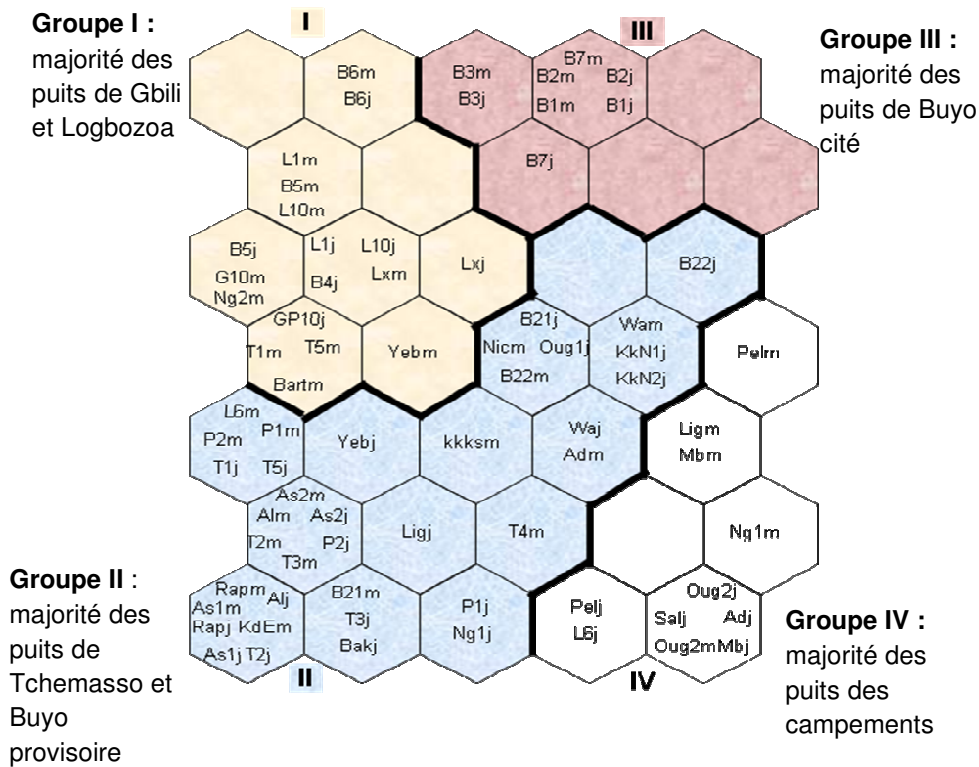 Groupe I :
majorité des
puits de Gbili
et Logbozoa
I
III
Groupe III :
majorité des
puits de Buyo
cité
B6m
B6j
B3m
B3j
B7m
B2m B2j
B1m B1j
L1m
B5m
L10m
B7j
B5j
G10m
Ng2m
L1j L10j
B4j Lxm
Lxj
B22j
GP10j
T1m T5m
Bartm
Yebm
B21j
Nicm Oug1j
B22m
Wam
KkN1j
KkN2j
Pelm
L6m
P2m P1m
T1j T5j
Yebj
kkksm
Waj
Adm
Ligm
Mbm
As2m
Alm As2j
T2m P2j
T3m
Ligj
T4m
Ng1m
Groupe II :
majorité des
puits de
Tchemasso et
Buyo
provisoire
Rapm
As1m Alj
Rapj KdEm
As1j T2j
B21m
T3j
Bakj
P1j
Ng1j
Pelj
L6j
Oug2j
Salj Adj
Oug2m Mbj
II
IV
Groupe IV :
majorité des
puits des
campements